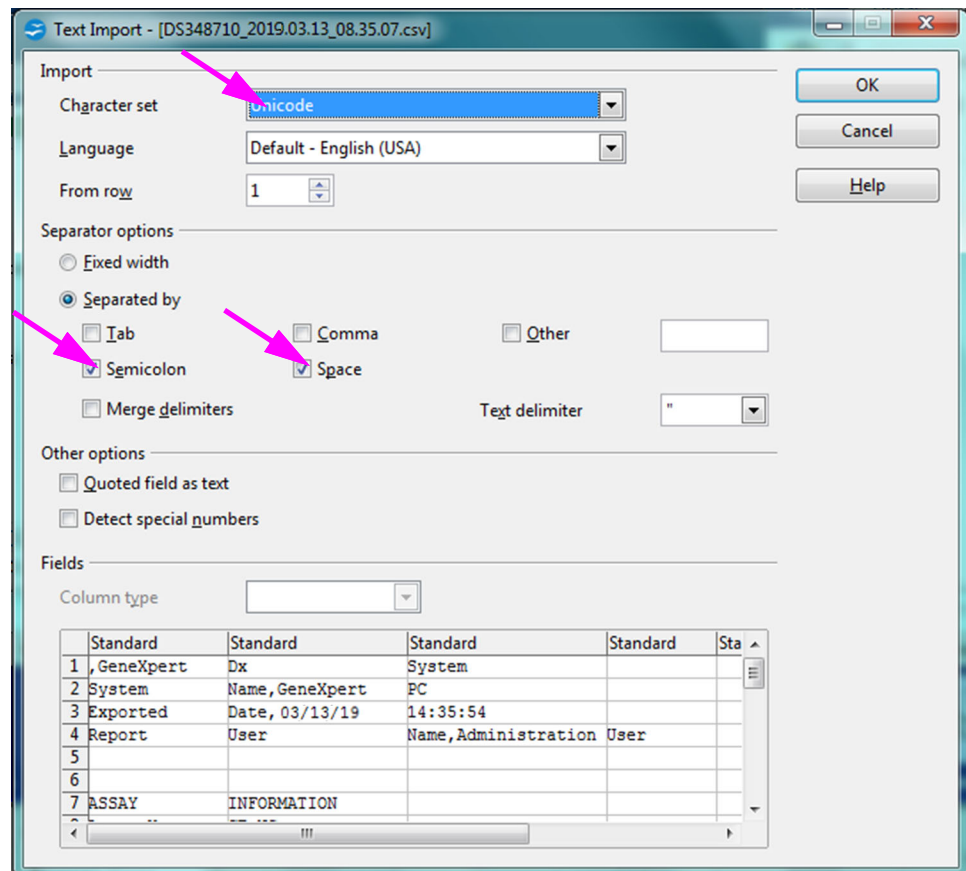 Text Import - [DS348710_2019.03.13_08.35.07.csv]
Import
OK
Character set Unicode
Cancel
Language Default - English (USA)
From row 1
Help
Separator options
Fixed width
Separated by
Tab Comma Other
Semicolon Space
Merge delimiters Text delimiter "
Other options
Quoted field as text
Detect special numbers
Fields
Column type
Standard Standard Standard Standard Sta
1 ,GeneXpert Dx System
2 System Name,GeneXpert PC
3 Exported Date, 03/13/19 14:35:54
4 Report User Name,Administration User
5
6
7 ASSAY INFORMATION